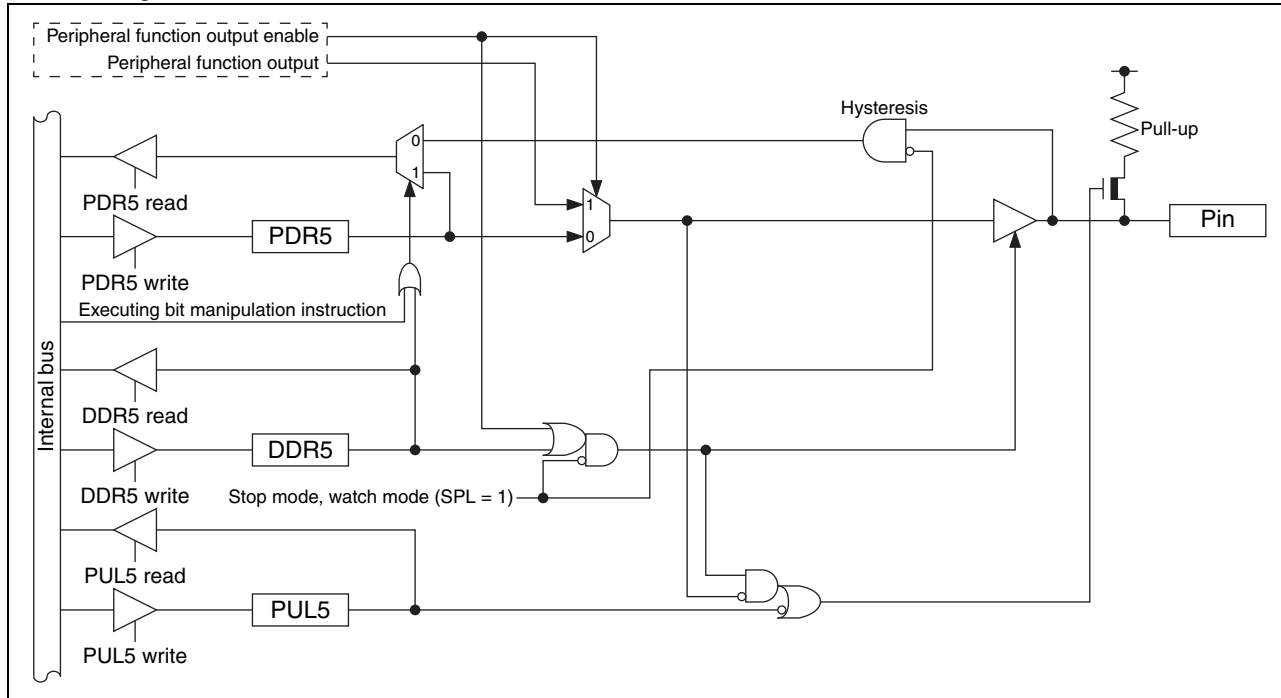 Peripheral function output enable
Peripheral function output
Hysteresis
Pull-up
0
1
PDR5 read
1
0
PDR5
Pin
PDR5 write
Executing bit manipulation instruction
Internal bus
DDR5 read
DDR5
DDR5 write
Stop mode, watch mode (SPL = 1)
PUL5 read
PUL5
PUL5 write